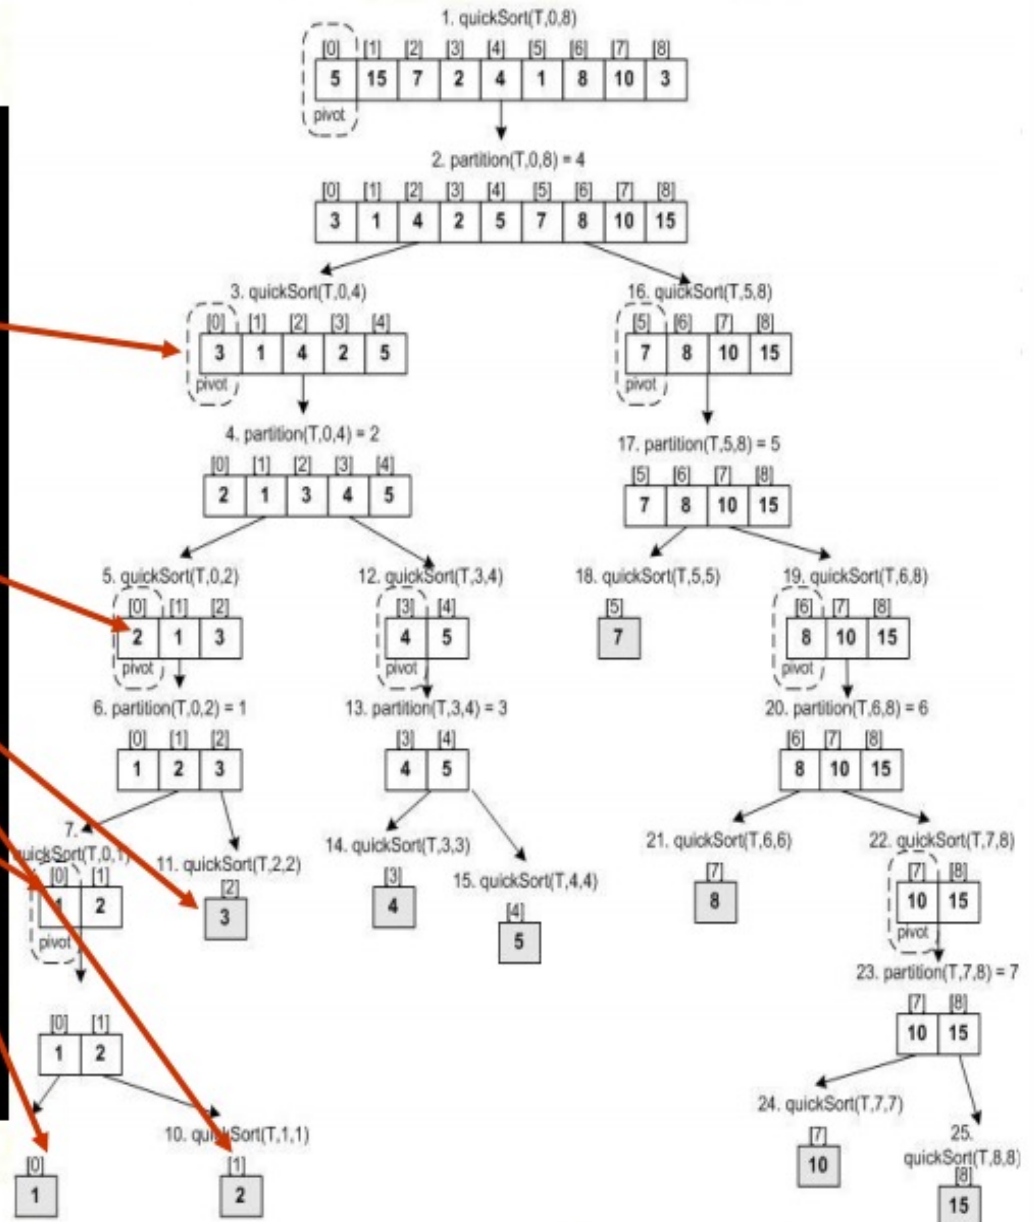 1. quickSort(T,0,8)
[0] [1] [2] [3] [4] [5] [6] [7] [8]
5 15 7 2 4 1 8 10 3
pivot
2. partition(T,0,8) = 4
[0] [1] [2] [3] [4] [5] [6] [7] [8]
3 1 4 2 5 7 8 10 15
3. quickSort(T,0,4)
[0] [1] [2] [3] [4]
3 1 4 2 5
pivot
16. quickSort(T,5,8)
[5] [6] [7] [8]
7 8 10 15
pivot
4. partition(T,0,4) = 2
[0] [1] [2] [3] [4]
2 1 3 4 5
17. partition(T,5,8) = 5
[5] [6] [7] [8]
7 8 10 15
5. quickSort(T,0,2)
[0] [1] [2]
2 1 3
pivot
12. quickSort(T,3,4)
[3] [4]
4 5
pivot
18. quickSort(T,5,5)
[5]
7
19. quickSort(T,6,8)
[6] [7] [8]
8 10 15
pivot
6. partition(T,0,2) = 1
[0] [1] [2]
1 2 3
13. partition(T,3,4) = 3
[3] [4]
4 5
20. partition(T,6,8) = 6
[6] [7] [8]
8 10 15
7.
quickSort(T,0,1)
[0] [1]
1 2
pivot
11. quickSort(T,2,2)
[2]
3
14. quickSort(T,3,3)
[3]
4
15. quickSort(T,4,4)
[4]
5
21. quickSort(T,6,6)
[7]
8
22. quickSort(T,7,8)
[7] [8]
10 15
pivot
23. partition(T,7,8) = 7
[7] [8]
10 15
[0] [1]
1 2
[0]
1
10. quickSort(T,1,1)
[1]
2
24. quickSort(T,7,7)
[7]
10
25.
quickSort(T,8,8)
[8]
15